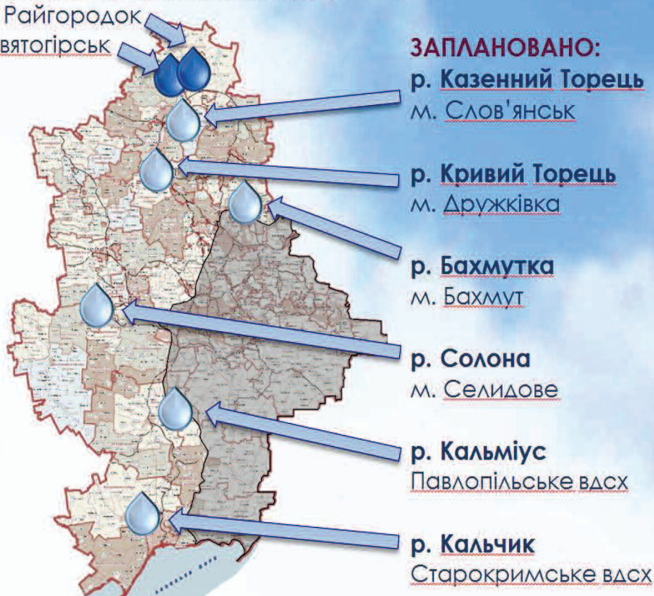 Райгородок
вятогірськ
ЗАПЛАНОВАНО:
р. Казенний Торець
м. Слов’янськ
р. Кривий Торець
м. Дружківка
р. Бахмутка
м. Бахмут
р. Солона
м. Селидове
р. Кальміус
Павлопільське вдсх
р. Кальчик
Старокримське вдсх